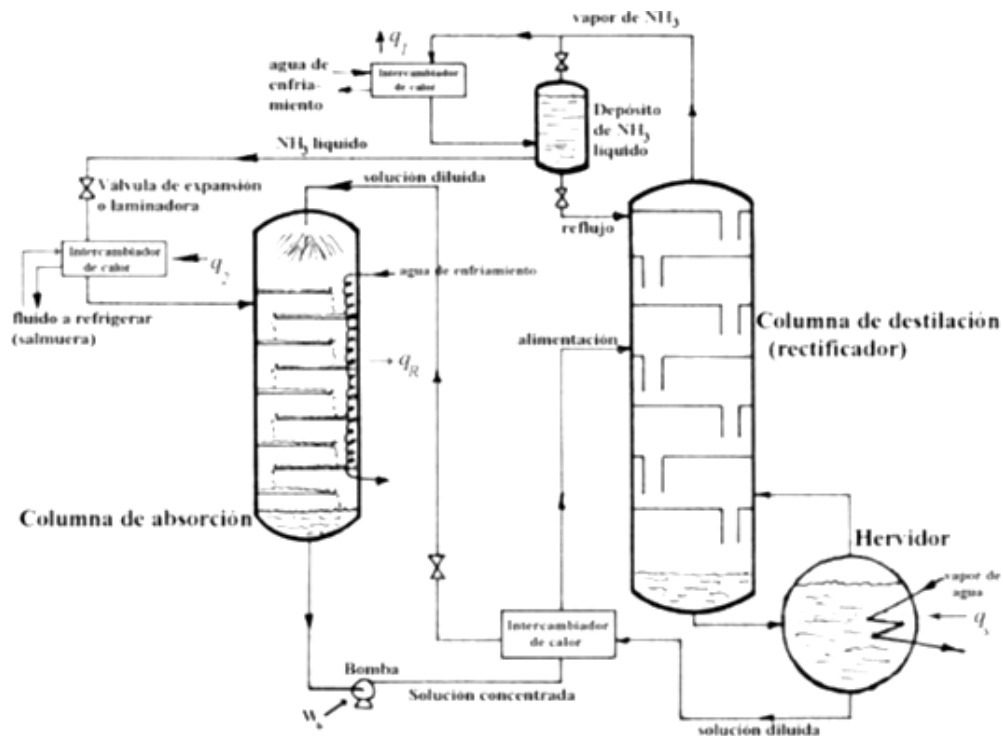 vapor de NH3
q1
agua de
enfria-
miento
Intercambiador
de calor
Depósito
de NH3
líquido
NH3 líquido
Válvula de expansión
o laminadora
solución diluida
reflujo
Intercambiador
de calor
q2
agua de enfriamiento
fluido a refrigerar
(salmuera)
alimentación
Columna de destilación
(rectificador)
qR
Columna de absorción
Hervidor
vapor de
agua
qs
Intercambiador
de calor
Bomba
Solución concentrada
solución diluida